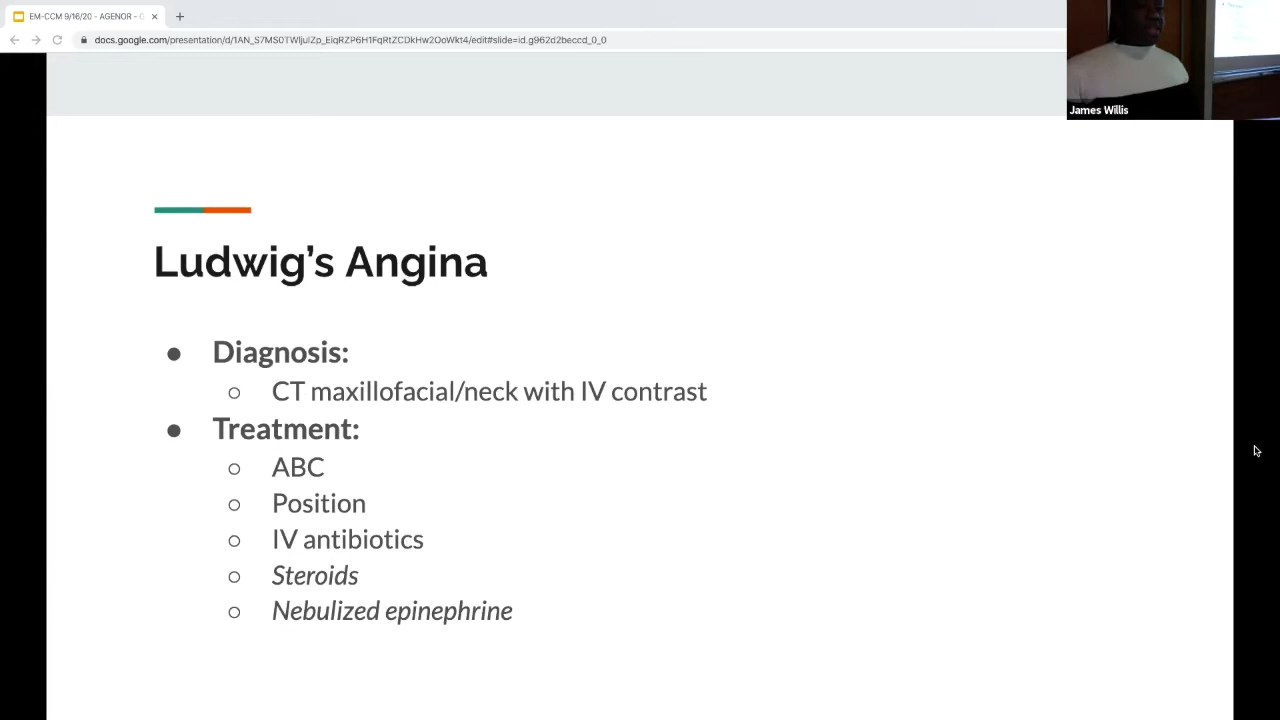 EM-CCM 9/16/20 - AGENOR - G
docs.google.com/presentation/d/1AN_S7MS0TWljulZp_EiqRZP6H1FqRtZCDkHw2OoWkt4/edit#slide=id.g962d2beccd_0_0
James Willis
Ludwig's Angina
Diagnosis:
CT maxillofacial/neck with IV contrast
Treatment:
ABC
Position
IV antibiotics
Steroids
Nebulized epinephrine